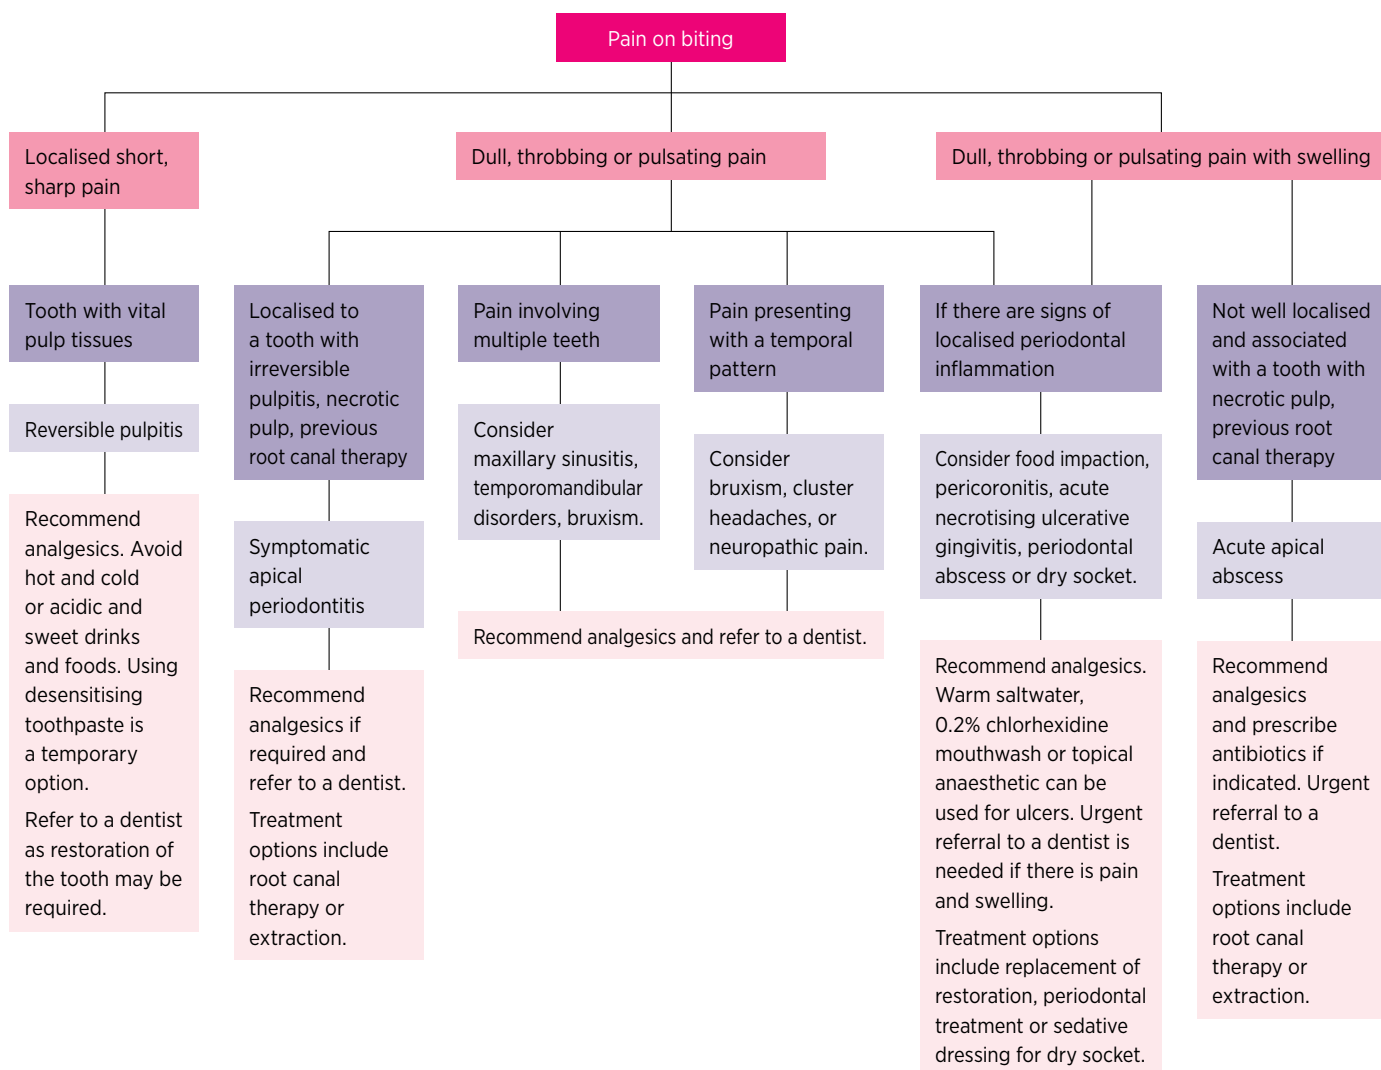 Pain on biting
Localised short,
sharp pain
Dull, throbbing or pulsating pain
Dull, throbbing or pulsating pain with swelling
Tooth with vital
pulp tissues
Localised to
a tooth with
irreversible
pulpitis, necrotic
pulp, previous
root canal therapy
Pain involving
multiple teeth
Pain presenting
with a temporal
pattern
If there are signs of
localised periodontal
inflammation
Not well localised
and associated
with a tooth with
necrotic pulp,
previous root
canal therapy
Reversible pulpitis
Symptomatic
apical
periodontitis
Consider
maxillary sinusitis,
temporomandibular
disorders, bruxism.
Consider
bruxism, cluster
headaches, or
neuropathic pain.
Consider food impaction,
pericoronitis, acute
necrotising ulcerative
gingivitis, periodontal
abscess or dry socket.
Acute apical
abscess
Recommend
analgesics. Avoid
hot and cold
or acidic and
sweet drinks
and foods. Using
desensitising
toothpaste is
a temporary
option.
Refer to a dentist
as restoration of
the tooth may be
required.
Recommend
analgesics if
required and
refer to a dentist.
Treatment
options include
root canal
therapy or
extraction.
Recommend analgesics and refer to a dentist.
Recommend analgesics.
Warm saltwater,
0.2% chlorhexidine
mouthwash or topical
anaesthetic can be
used for ulcers. Urgent
referral to a dentist is
needed if there is pain
and swelling.
Treatment options
include replacement of
restoration, periodontal
treatment or sedative
dressing for dry socket.
Recommend
analgesics
and prescribe
antibiotics if
indicated. Urgent
referral to a
dentist.
Treatment
options include
root canal
therapy or
extraction.